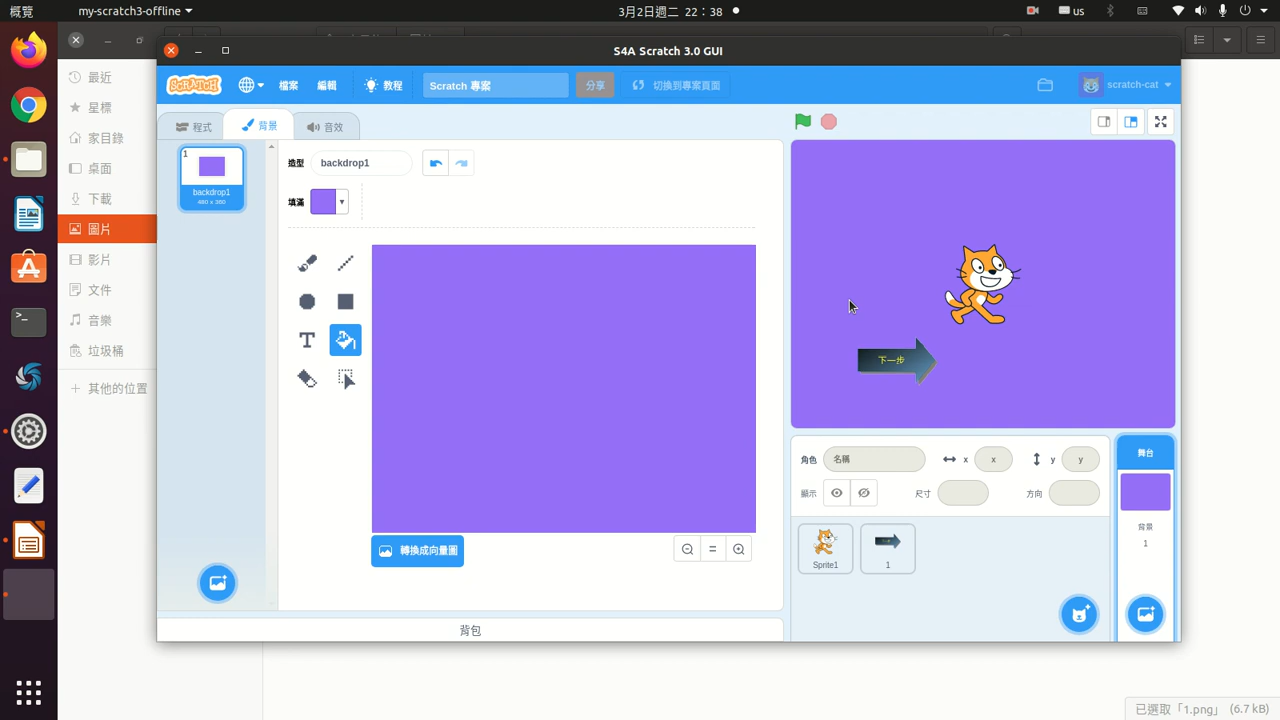 概覽
my-scratch3-offline
3月2日週二 22：38
us
S4A Scratch 3.0 GUI
最近
星標
家目錄
桌面
下載
圖片
影片
文件
音樂
垃圾桶
其他的位置
SCRATCH
檔案
編輯
教程
Scratch 專案
分享
切換到專案頁面
scratch-cat
程式
背景
音效
1
backdrop1
480 x 360
造型
backdrop1
填滿
轉換成向量圖
背包
下一步
角色
名稱
x
x
y
y
顯示
尺寸
方向
Sprite1
1
舞台
背景
1
已選取「1.png」 (6.7 kB)